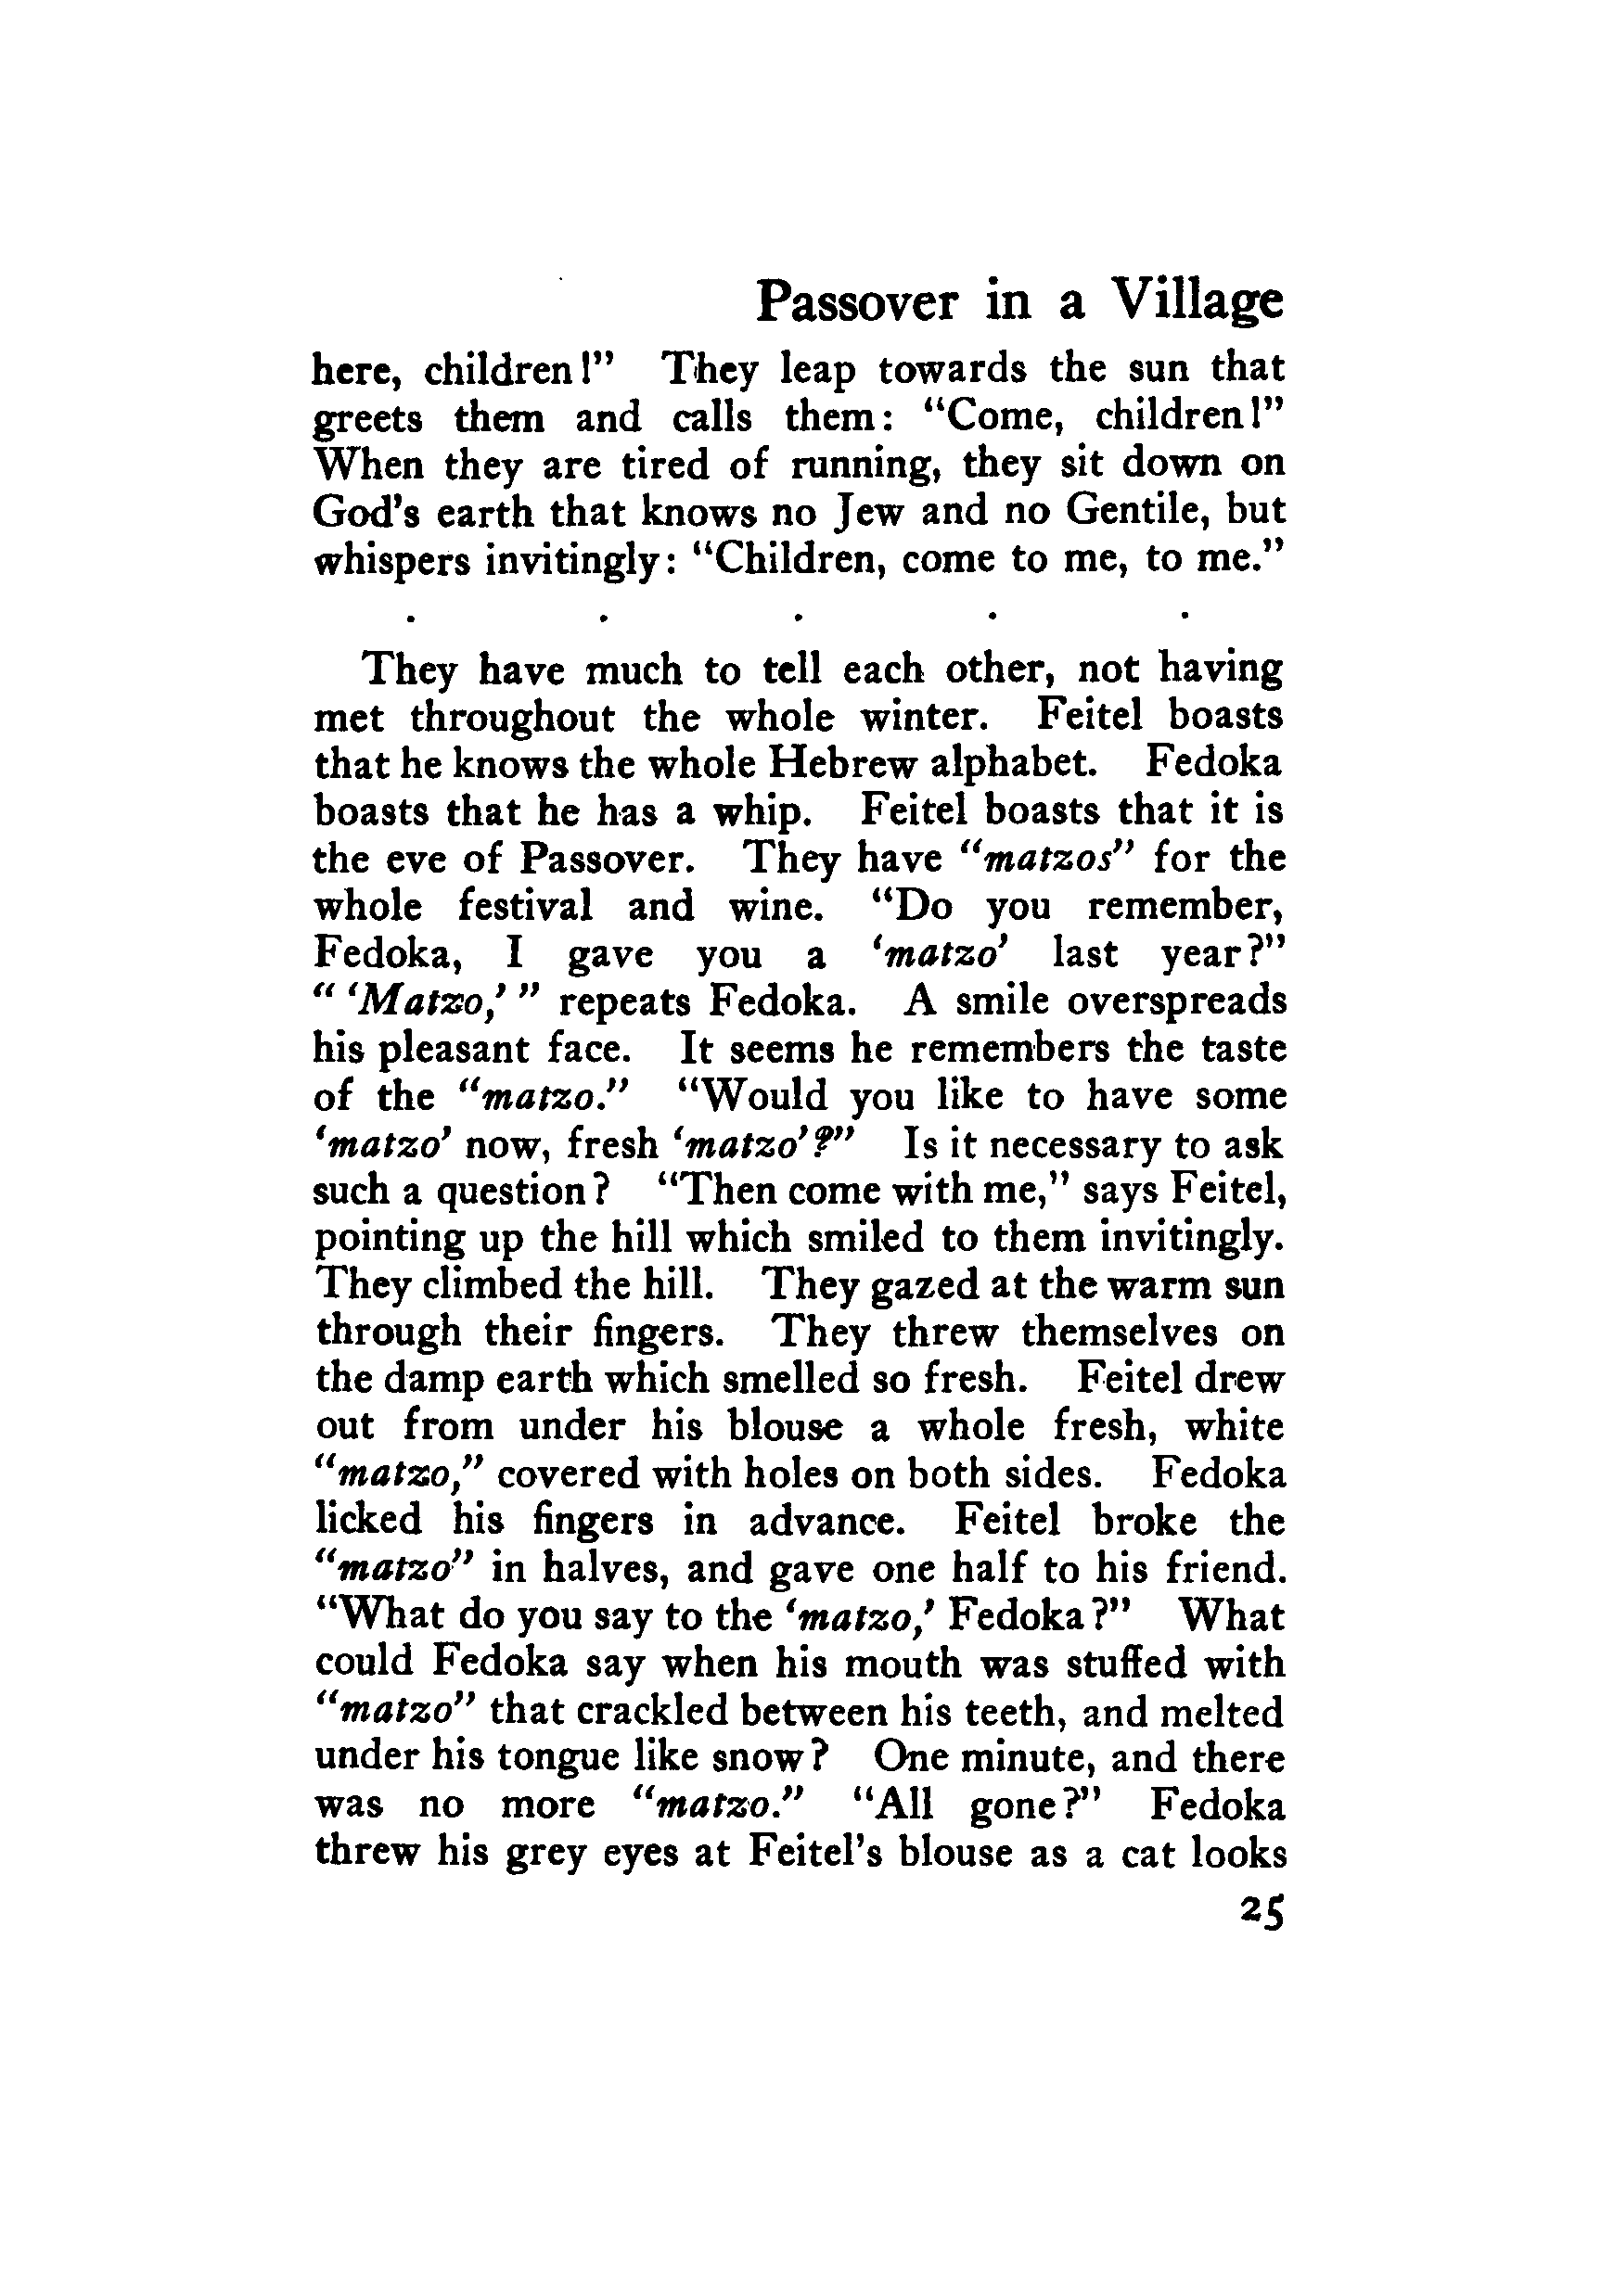 Passover in a Village
here, children!” They leap towards the sun that
greets them and calls them: “Come, children!”
When they are tired of running, they sit down on
God’s earth that knows no Jew and no Gentile, but
whispers invitingly: “Children, come to me, to me.”
. . . . .
They have much to tell each other, not having
met throughout the whole winter. Feitel boasts
that he knows the whole Hebrew alphabet. Fedoka
boasts that he has a whip. Feitel boasts that it is
the eve of Passover. They have “matzos” for the
whole festival and wine. “Do you remember,
Fedoka, I gave you a ‘matzo’ last year?”
“ ‘Matzo,’ ” repeats Fedoka. A smile overspreads
his pleasant face. It seems he remembers the taste
of the “matzo.” “Would you like to have some
‘matzo’ now, fresh ‘matzo’?” Is it necessary to ask
such a question? “Then come with me,” says Feitel,
pointing up the hill which smiled to them invitingly.
They climbed the hill. They gazed at the warm sun
through their fingers. They threw themselves on
the damp earth which smelled so fresh. Feitel drew
out from under his blouse a whole fresh, white
“matzo,” covered with holes on both sides. Fedoka
licked his fingers in advance. Feitel broke the
“matzo” in halves, and gave one half to his friend.
“What do you say to the ‘matzo,’ Fedoka?” What
could Fedoka say when his mouth was stuffed with
“matzo” that crackled between his teeth, and melted
under his tongue like snow? One minute, and there
was no more “matzo.” “All gone?” Fedoka
threw his grey eyes at Feitel’s blouse as a cat looks
25